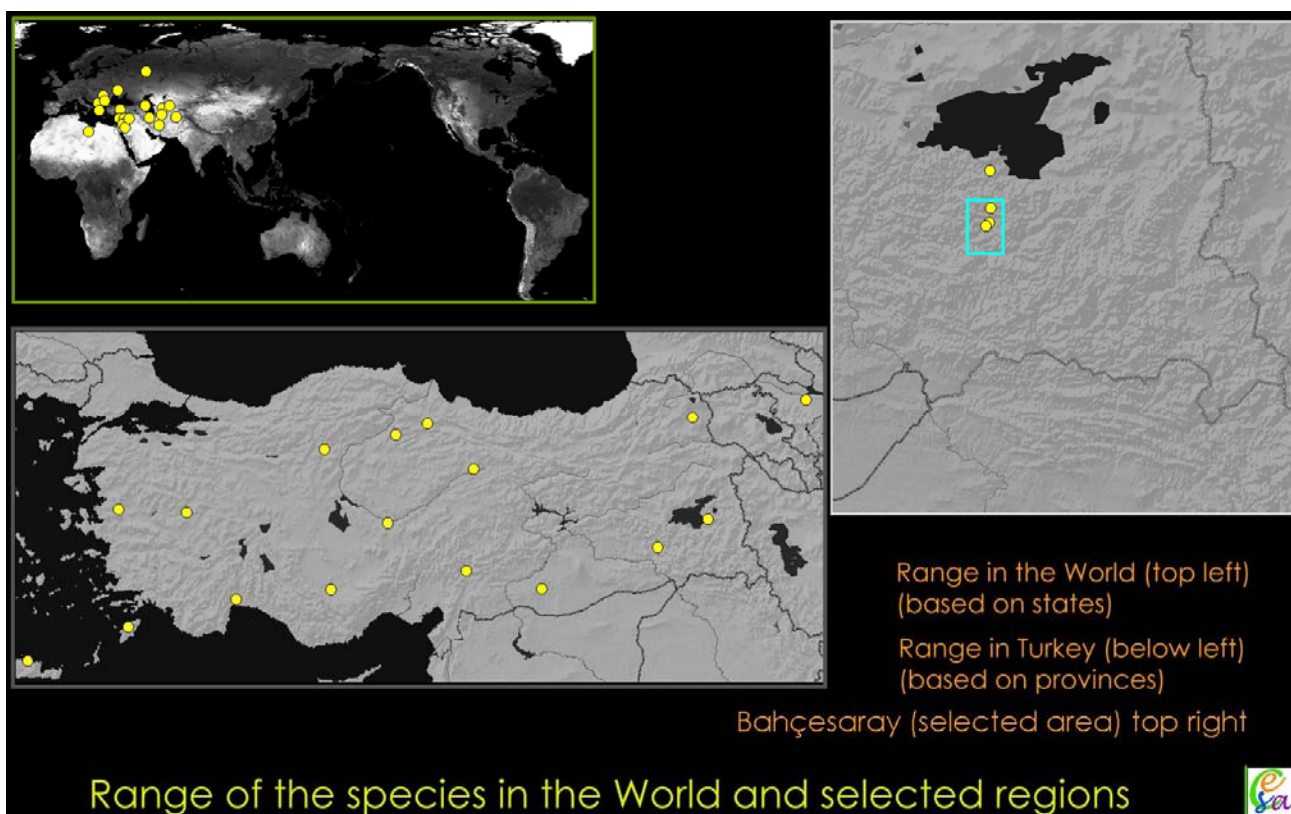 Range in the World (top left)
(based on states)
Range in Turkey (below left)
(based on provinces)
Bahçesaray (selected area) top right
Range of the species in the World and selected regions
esa